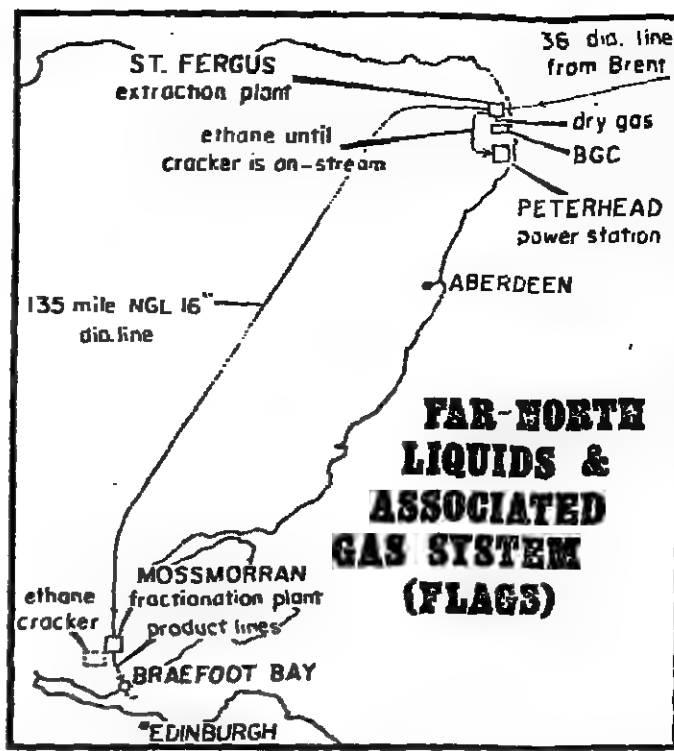 36 dia. line
from Brent
ST. FERGUS
extraction plant
dry gas
ethane until
cracker is on-stream
BGC
PETERHEAD
power station
ABERDEEN
135 mile NGL 16"
dia. line
FAR-NORTH
LIQUIDS &
ASSOCIATED
GAS SYSTEM
(FLAGS)
MOSSMORRAN
fractionation plant
ethane
cracker
product lines
BRAEFOOT BAY
EDINBURGH